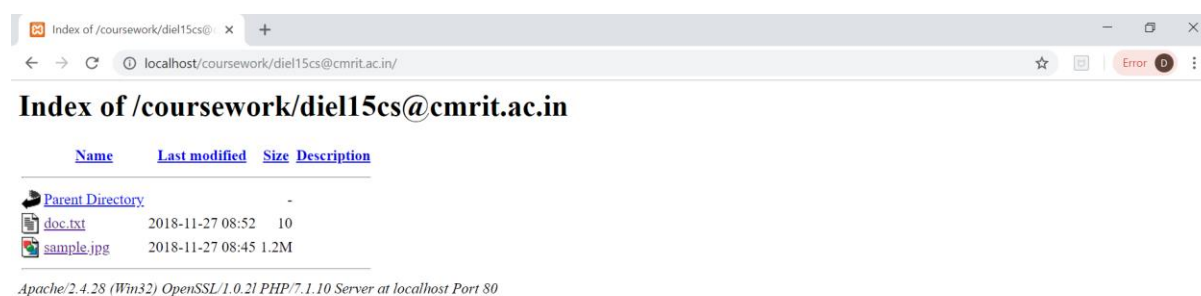 Index of /coursework/diel15cs@
localhost/coursework/diel15cs@cmrit.ac.in/
Error D
Index of /coursework/diel15cs@cmrit.ac.in
Name Last modified Size Description
Parent Directory -
doc.txt 2018-11-27 08:52 10
sample.jpg 2018-11-27 08:45 1.2M
Apache/2.4.28 (Win32) OpenSSL/1.0.2l PHP/7.1.10 Server at localhost Port 80